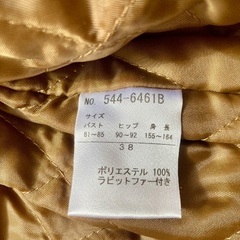 NO. 544-6461B
サイズ
バスト ヒップ 身長
81-85 90-92 156-164
38
ポリエステル 100%
ラビットファー付き